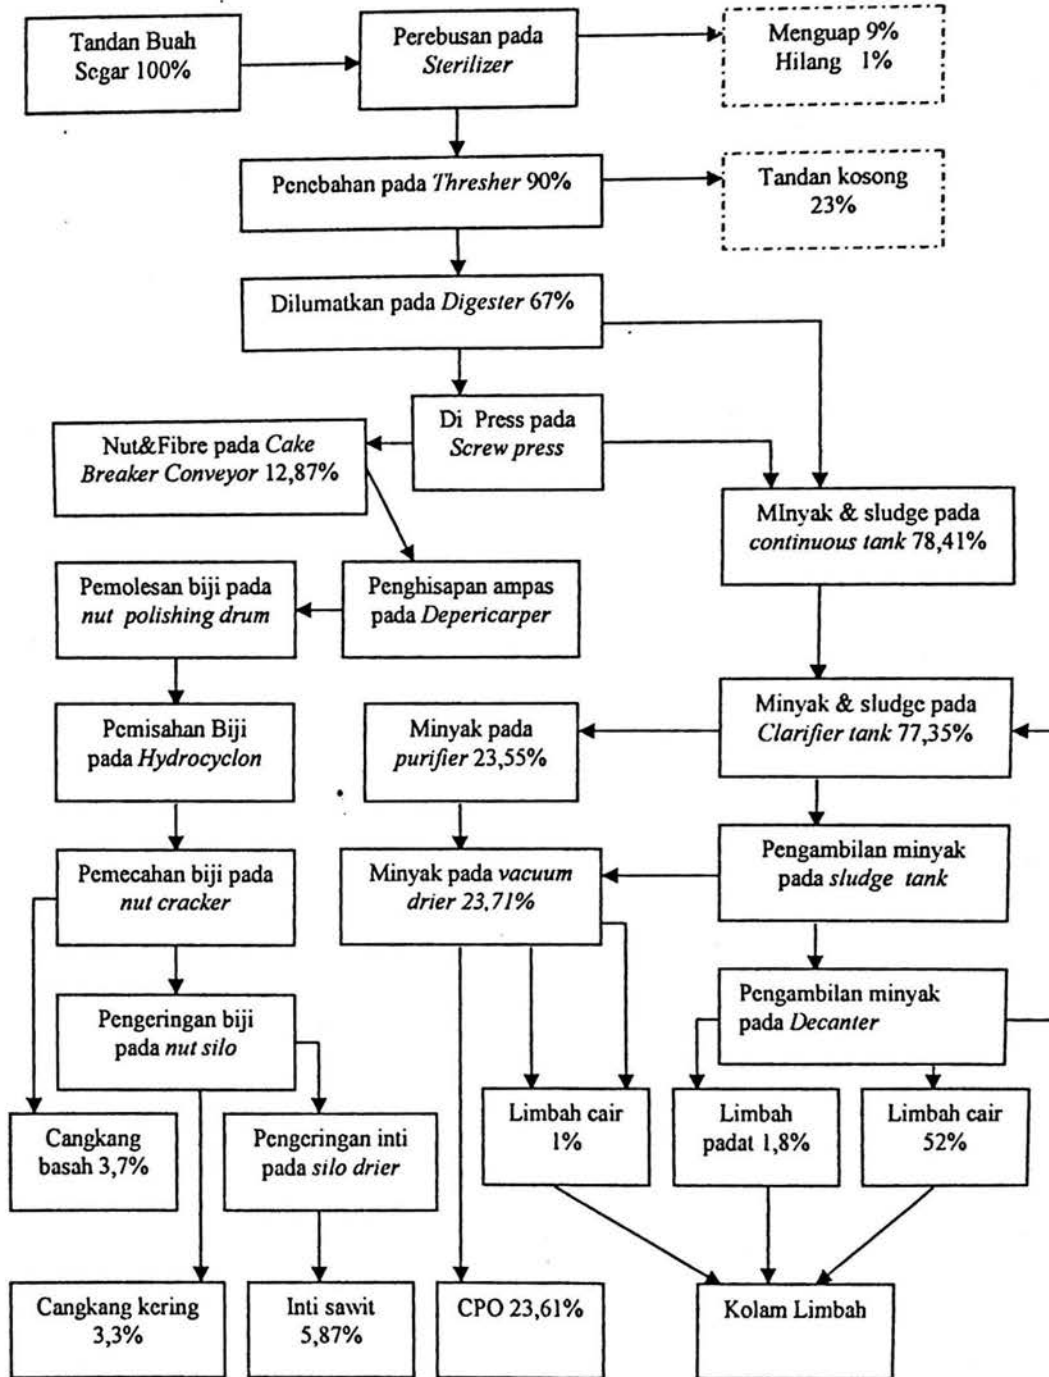 Tandan Buah
Segar 100%
Perebusan pada
Sterilizer
Menguap 9%
Hilang 1%
Penebahan pada Thresher 90%
Tandan kosong
23%
Dilumatkan pada Digester 67%
Di Press pada
Screw press
Nut&Fibre pada Cake
Breaker Conveyor 12,87%
MInyak & sludge pada
continuous tank 78,41%
Pemolesan biji pada
nut polishing drum
Penghisapan ampas
pada Depericarper
Pemisahan Biji
pada Hydrocyclon
Minyak pada
purifier 23,55%
Minyak & sludge pada
Clarifier tank 77,35%
Pemecahan biji pada
nut cracker
Minyak pada vacuum
drier 23,71%
Pengambilan minyak
pada sludge tank
Pengeringan biji
pada nut silo
Pengambilan minyak
pada Decanter
Cangkang
basah 3,7%
Pengeringan inti
pada silo drier
Limbah cair
1%
Limbah
padat 1,8%
Limbah cair
52%
Cangkang kering
3,3%
Inti sawit
5,87%
CPO 23,61%
Kolam Limbah